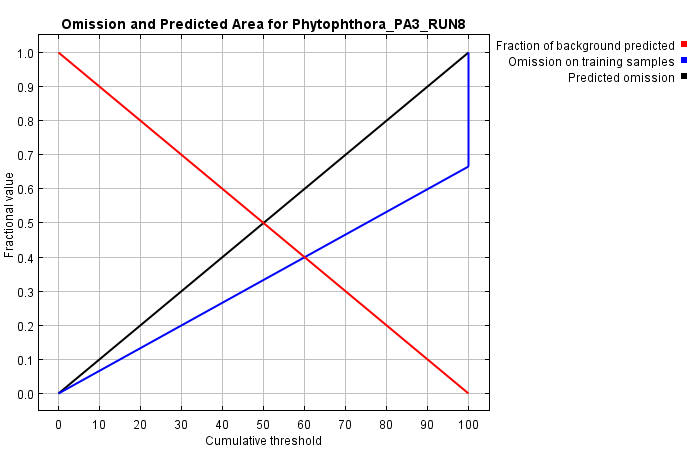 Omission and Predicted Area for Phytophthora_PA3_RUN8
Fraction of background predicted
Omission on training samples
Predicted omission
Fractional value
1.0
0.9
0.8
0.7
0.6
0.5
0.4
0.3
0.2
0.1
0.0
0 10 20 30 40 50 60 70 80 90 100
Cumulative threshold